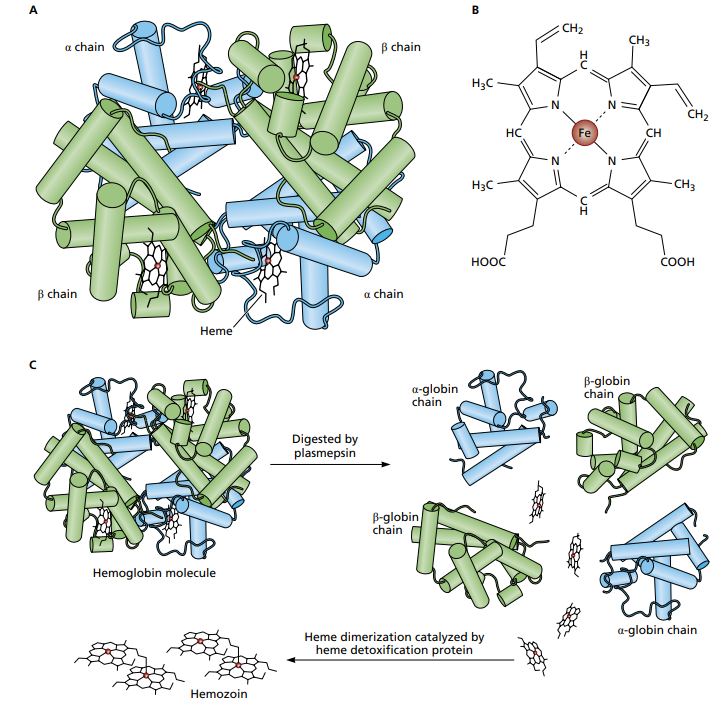 A
α chain
β chain
β chain
α chain
Heme
B
CH₂
CH₃
H
C
H₃C
N
N
CH₂
HC
Fe
CH
N
N
H₃C
CH₃
C
H
HOOC
COOH
C
α-globin
chain
β-globin
chain
Digested by
plasmepsin
β-globin
chain
Hemoglobin molecule
α-globin chain
Heme dimerization catalyzed by
heme detoxification protein
Hemozoin